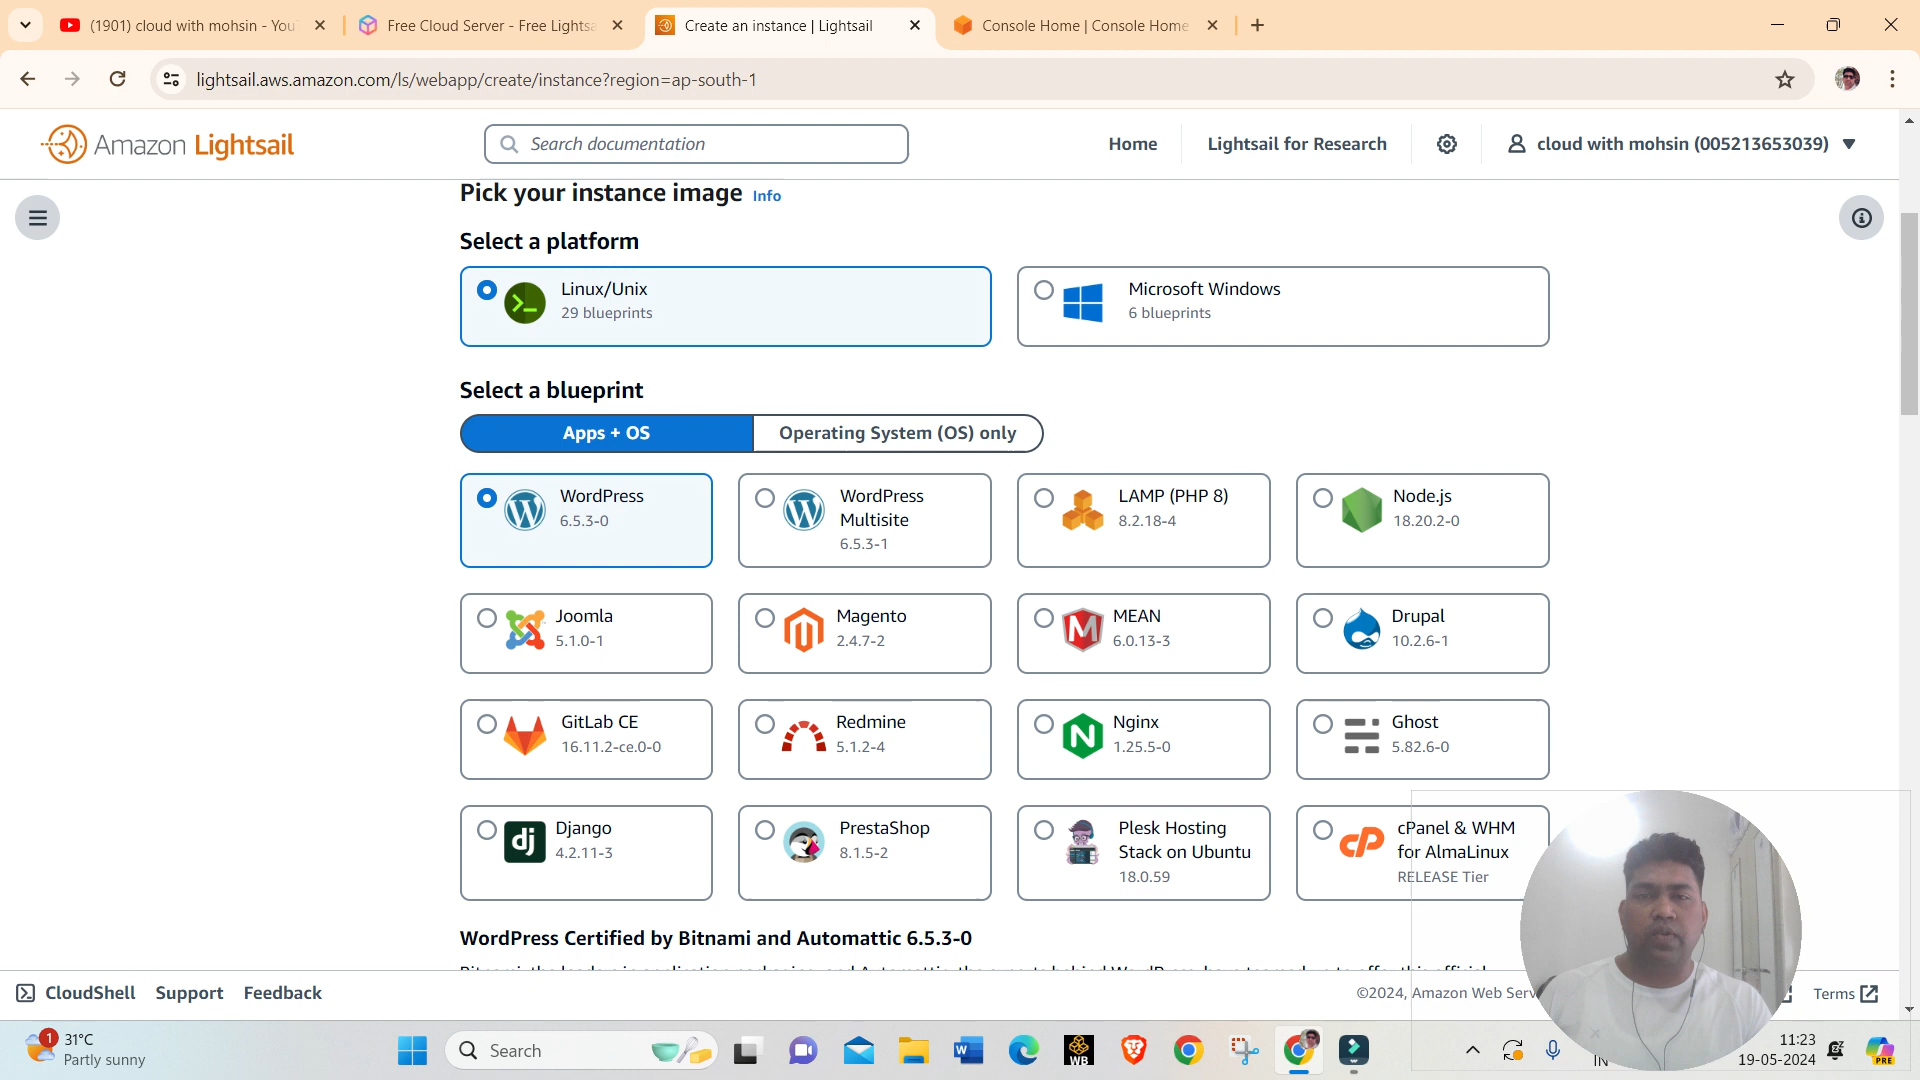 (1901) cloud with mohsin - You
Free Cloud Server - Free Lightsa
Create an instance | Lightsail
Console Home | Console Home
lightsail.aws.amazon.com/ls/webapp/create/instance?region=ap-south-1
Amazon Lightsail
Search documentation
Home
Lightsail for Research
cloud with mohsin (005213653039)
Pick your instance image Info
Select a platform
Linux/Unix
29 blueprints
Microsoft Windows
6 blueprints
Select a blueprint
Apps + OS
Operating System (OS) only
WordPress
6.5.3-0
WordPress
Multisite
6.5.3-1
LAMP (PHP 8)
8.2.18-4
Node.js
18.20.2-0
Joomla
5.1.0-1
Magento
2.4.7-2
MEAN
6.0.13-3
Drupal
10.2.6-1
GitLab CE
16.11.2-ce.0-0
Redmine
5.1.2-4
Nginx
1.25.5-0
Ghost
5.82.6-0
Django
4.2.11-3
PrestaShop
8.1.5-2
Plesk Hosting
Stack on Ubuntu
18.0.59
cPanel & WHM
for AlmaLinux
RELEASE Tier
WordPress Certified by Bitnami and Automattic 6.5.3-0
CloudShell
Support
Feedback
©2024, Amazon Web Serv
Terms
1
31°C
Partly sunny
Search
WB
IN
11:23
19-05-2024
PRE